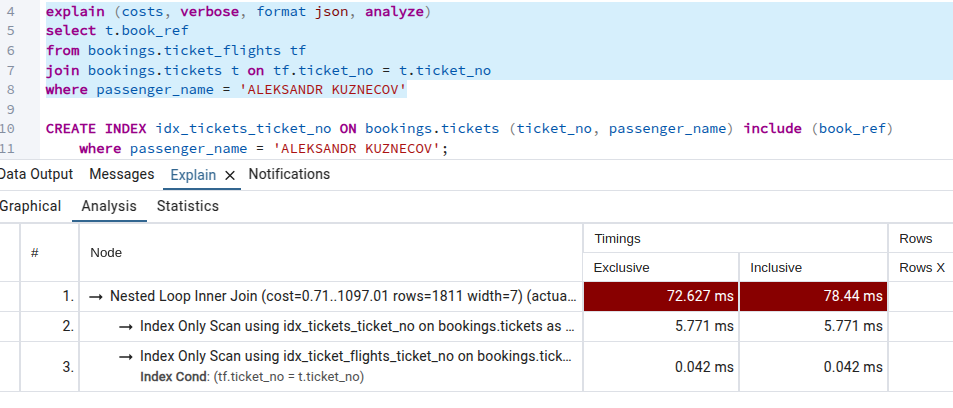 4 explain (costs, verbose, format json, analyze)
5 select t.book_ref
6 from bookings.ticket_flights tf
7 join bookings.tickets t on tf.ticket_no = t.ticket_no
8 where passenger_name = 'ALEKSANDR KUZNECOV'
9
10 CREATE INDEX idx_tickets_ticket_no ON bookings.tickets (ticket_no, passenger_name) include (book_ref)
11 where passenger_name = 'ALEKSANDR KUZNECOV';
Data Output Messages Explain × Notifications
Graphical Analysis Statistics
# Node Timings Rows
Exclusive Inclusive Rows X
1. → Nested Loop Inner Join (cost=0.71..1097.01 rows=1811 width=7) (actua... 72.627 ms 78.44 ms
2. → Index Only Scan using idx_tickets_ticket_no on bookings.tickets as ... 5.771 ms 5.771 ms
3. → Index Only Scan using idx_ticket_flights_ticket_no on bookings.tick... 0.042 ms 0.042 ms
Index Cond: (tf.ticket_no = t.ticket_no)